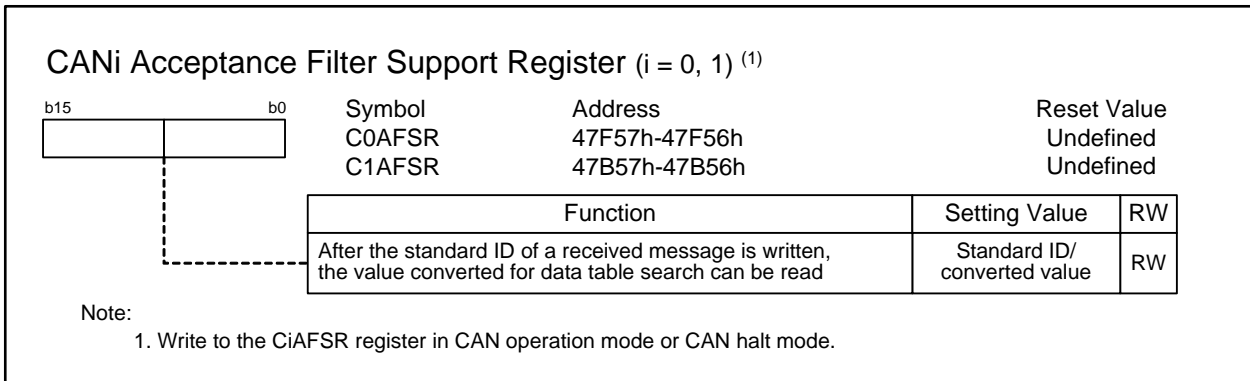 CANi Acceptance Filter Support Register (i = 0, 1) (1)
b15 b0 Symbol Address Reset Value
C0AFSR 47F57h-47F56h Undefined
C1AFSR 47B57h-47B56h Undefined
Function Setting Value RW
After the standard ID of a received message is written,
the value converted for data table search can be read
Standard ID/
converted value
RW
Note:
1. Write to the CiAFSR register in CAN operation mode or CAN halt mode.